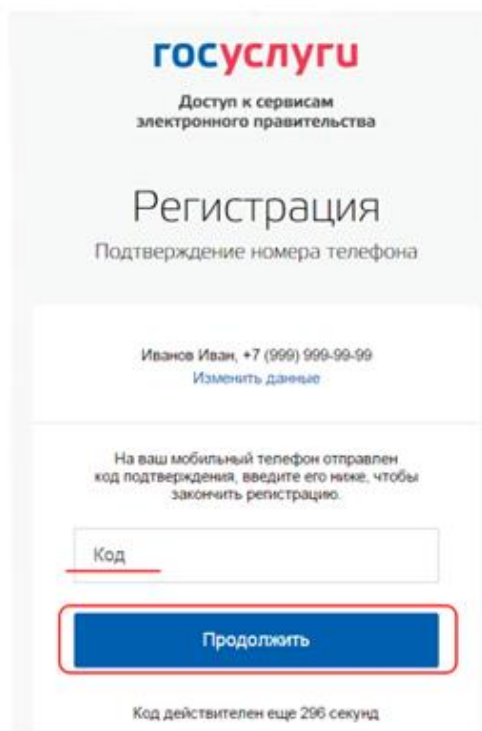 госуслуги
Доступ к сервисам
электронного правительства
Регистрация
Подтверждение номера телефона
Иванов Иван, +7 (999) 999-99-99
Изменить данные
На ваш мобильный телефон отправлен
код подтверждения, введите его ниже, чтобы
закончить регистрацию.
Код
Продолжить
Код действителен еще 296 секунд